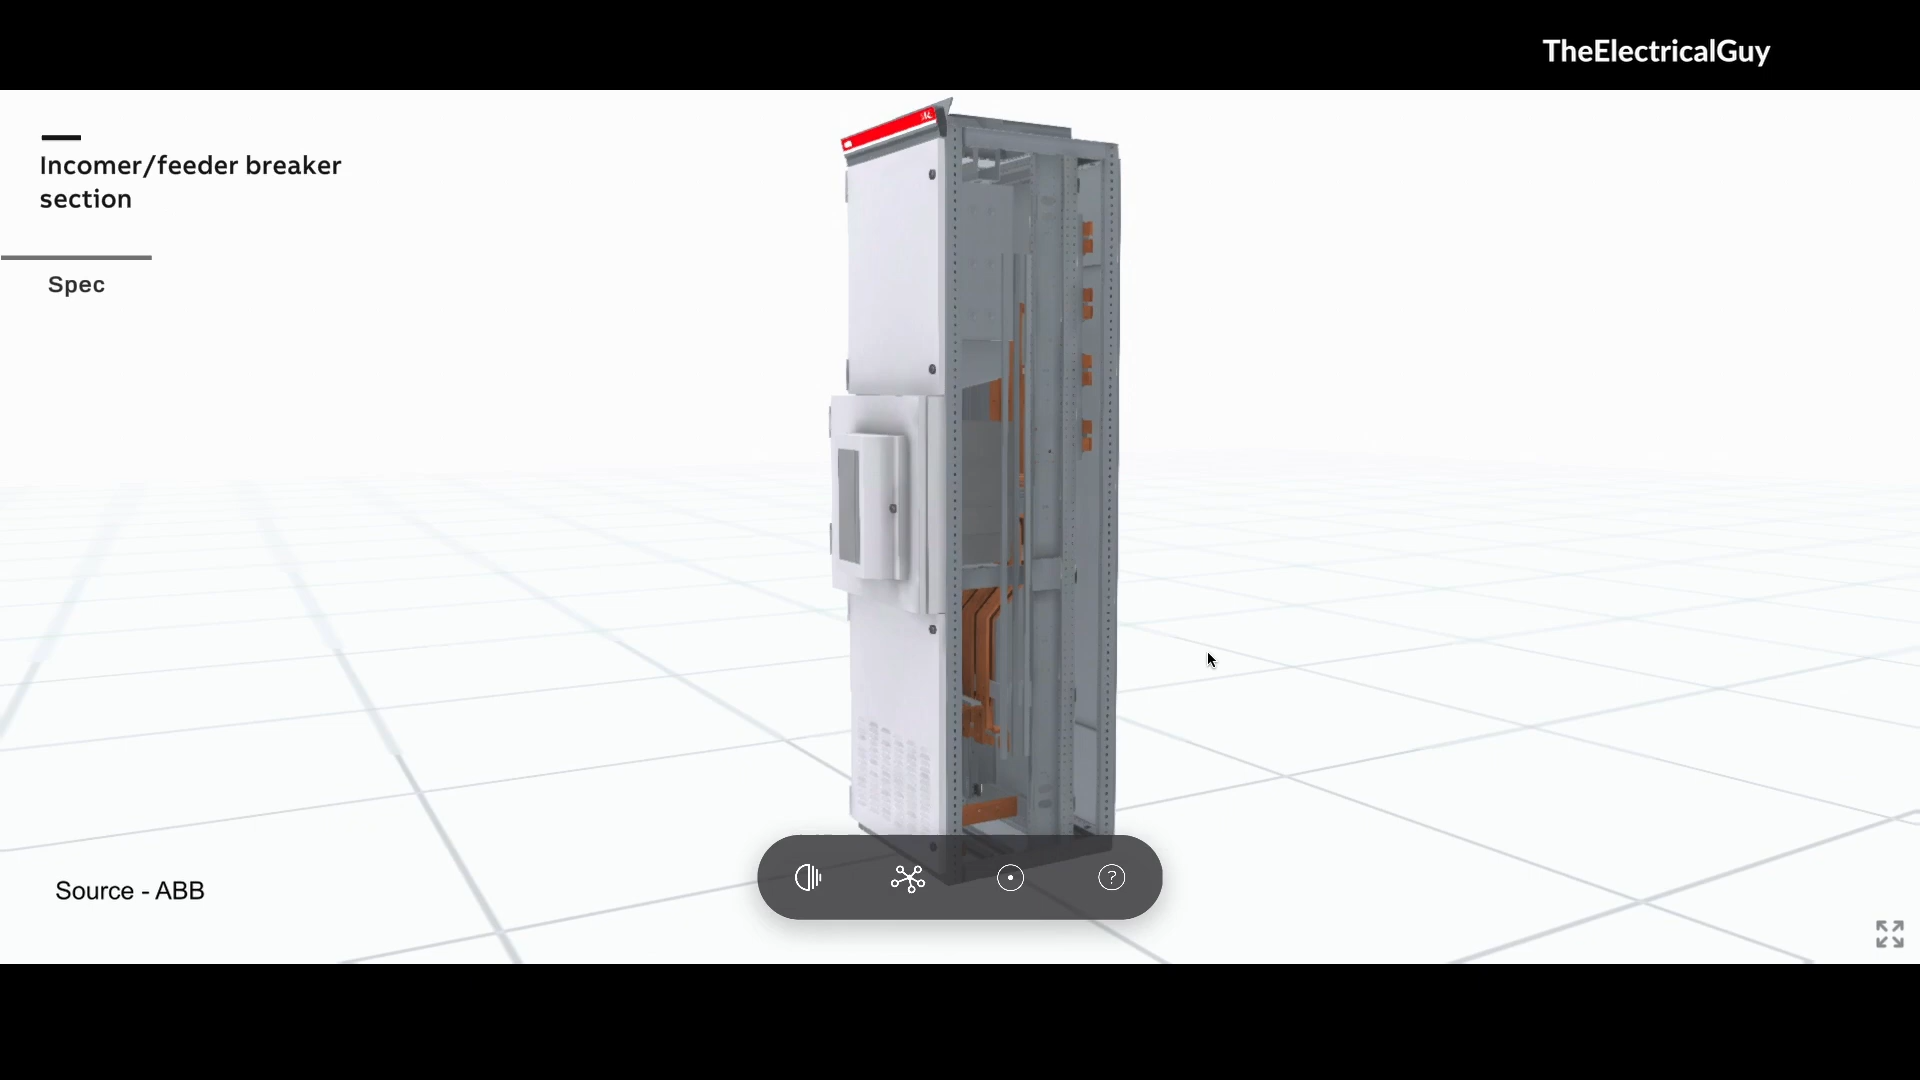 TheElectricalGuy
Incomer/feeder breaker
section
Spec
Source - ABB
?